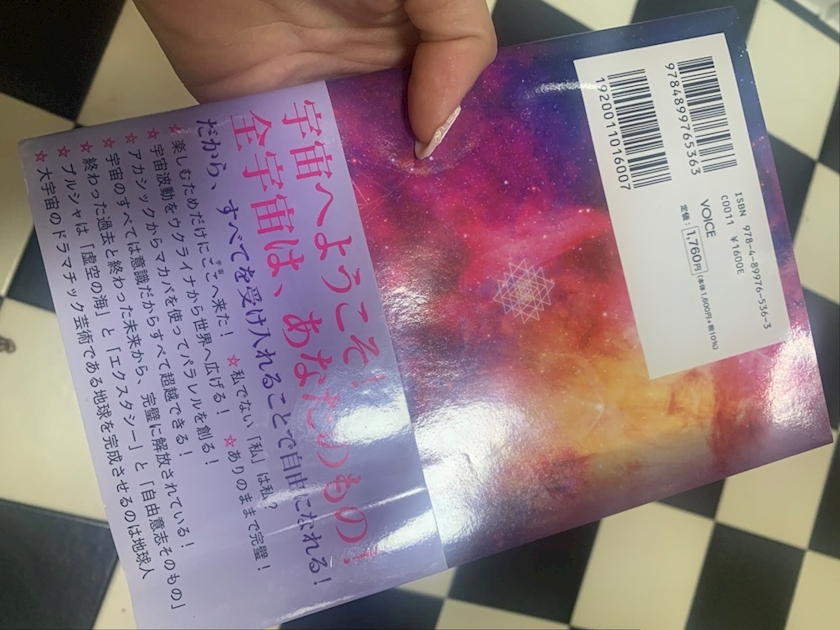 9784899765363
1920011016007
ISBN 978-4-89976-536-3
C0011 ¥1600E
VOICE
定価：1,760円（本体1,600円+税10%）
宇宙へようこそ！
全宇宙は、あなたのもの！
だから、すべてを受け入れることで自由になれる！
☆楽しむためだけにここへ来た！ ☆私でない「私」は私？ ☆ありのままで完璧！
☆宇宙波動をウクライナから世界へ広げる！
☆アカシックからマカバを使ってパラレルを創る！
☆宇宙のすべては意識だからすべて超越できる！
☆終わった過去と終わった未来から、完璧に解放されている！
☆プルシャは「虚空の海」と「エクスタシー」と「自由意志そのもの」
☆大宇宙のドラマチック芸術である地球を完成させるのは地球人